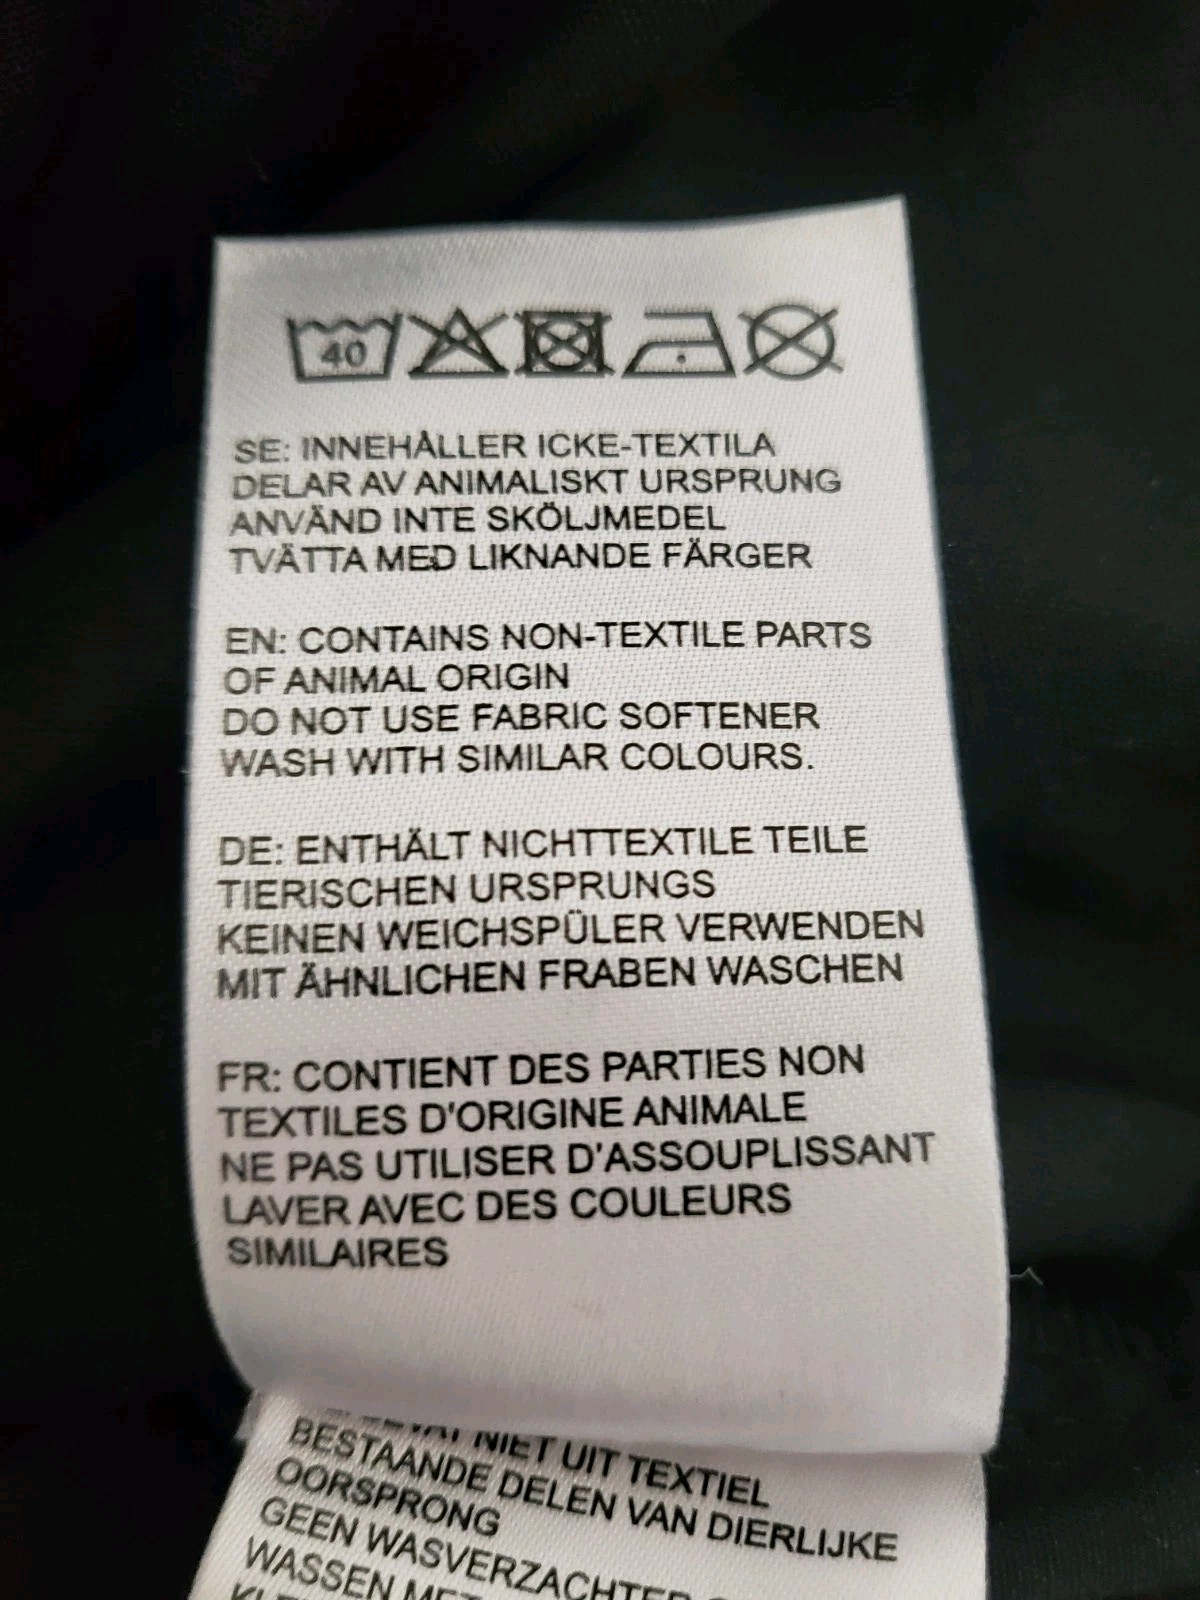 40
SE: INNEHÅLLER ICKE-TEXTILA
DELAR AV ANIMALISKT URSPRUNG
ANVÄND INTE SKÖLJMEDEL
TVÄTTA MED LIKNANDE FÄRGER
EN: CONTAINS NON-TEXTILE PARTS
OF ANIMAL ORIGIN
DO NOT USE FABRIC SOFTENER
WASH WITH SIMILAR COLOURS.
DE: ENTHÄLT NICHTTEXTILE TEILE
TIERISCHEN URSPRUNGS
KEINEN WEICHSPÜLER VERWENDEN
MIT ÄHNLICHEN FRABEN WASCHEN
FR: CONTIENT DES PARTIES NON
TEXTILES D'ORIGINE ANIMALE
NE PAS UTILISER D'ASSOUPLISSANT
LAVER AVEC DES COULEURS
SIMILAIRES
NIET UIT TEXTIEL
BESTAANDE DELEN VAN DIERLIJKE
OORSPRONG
GEEN WASVERZACHTER
WASSEN